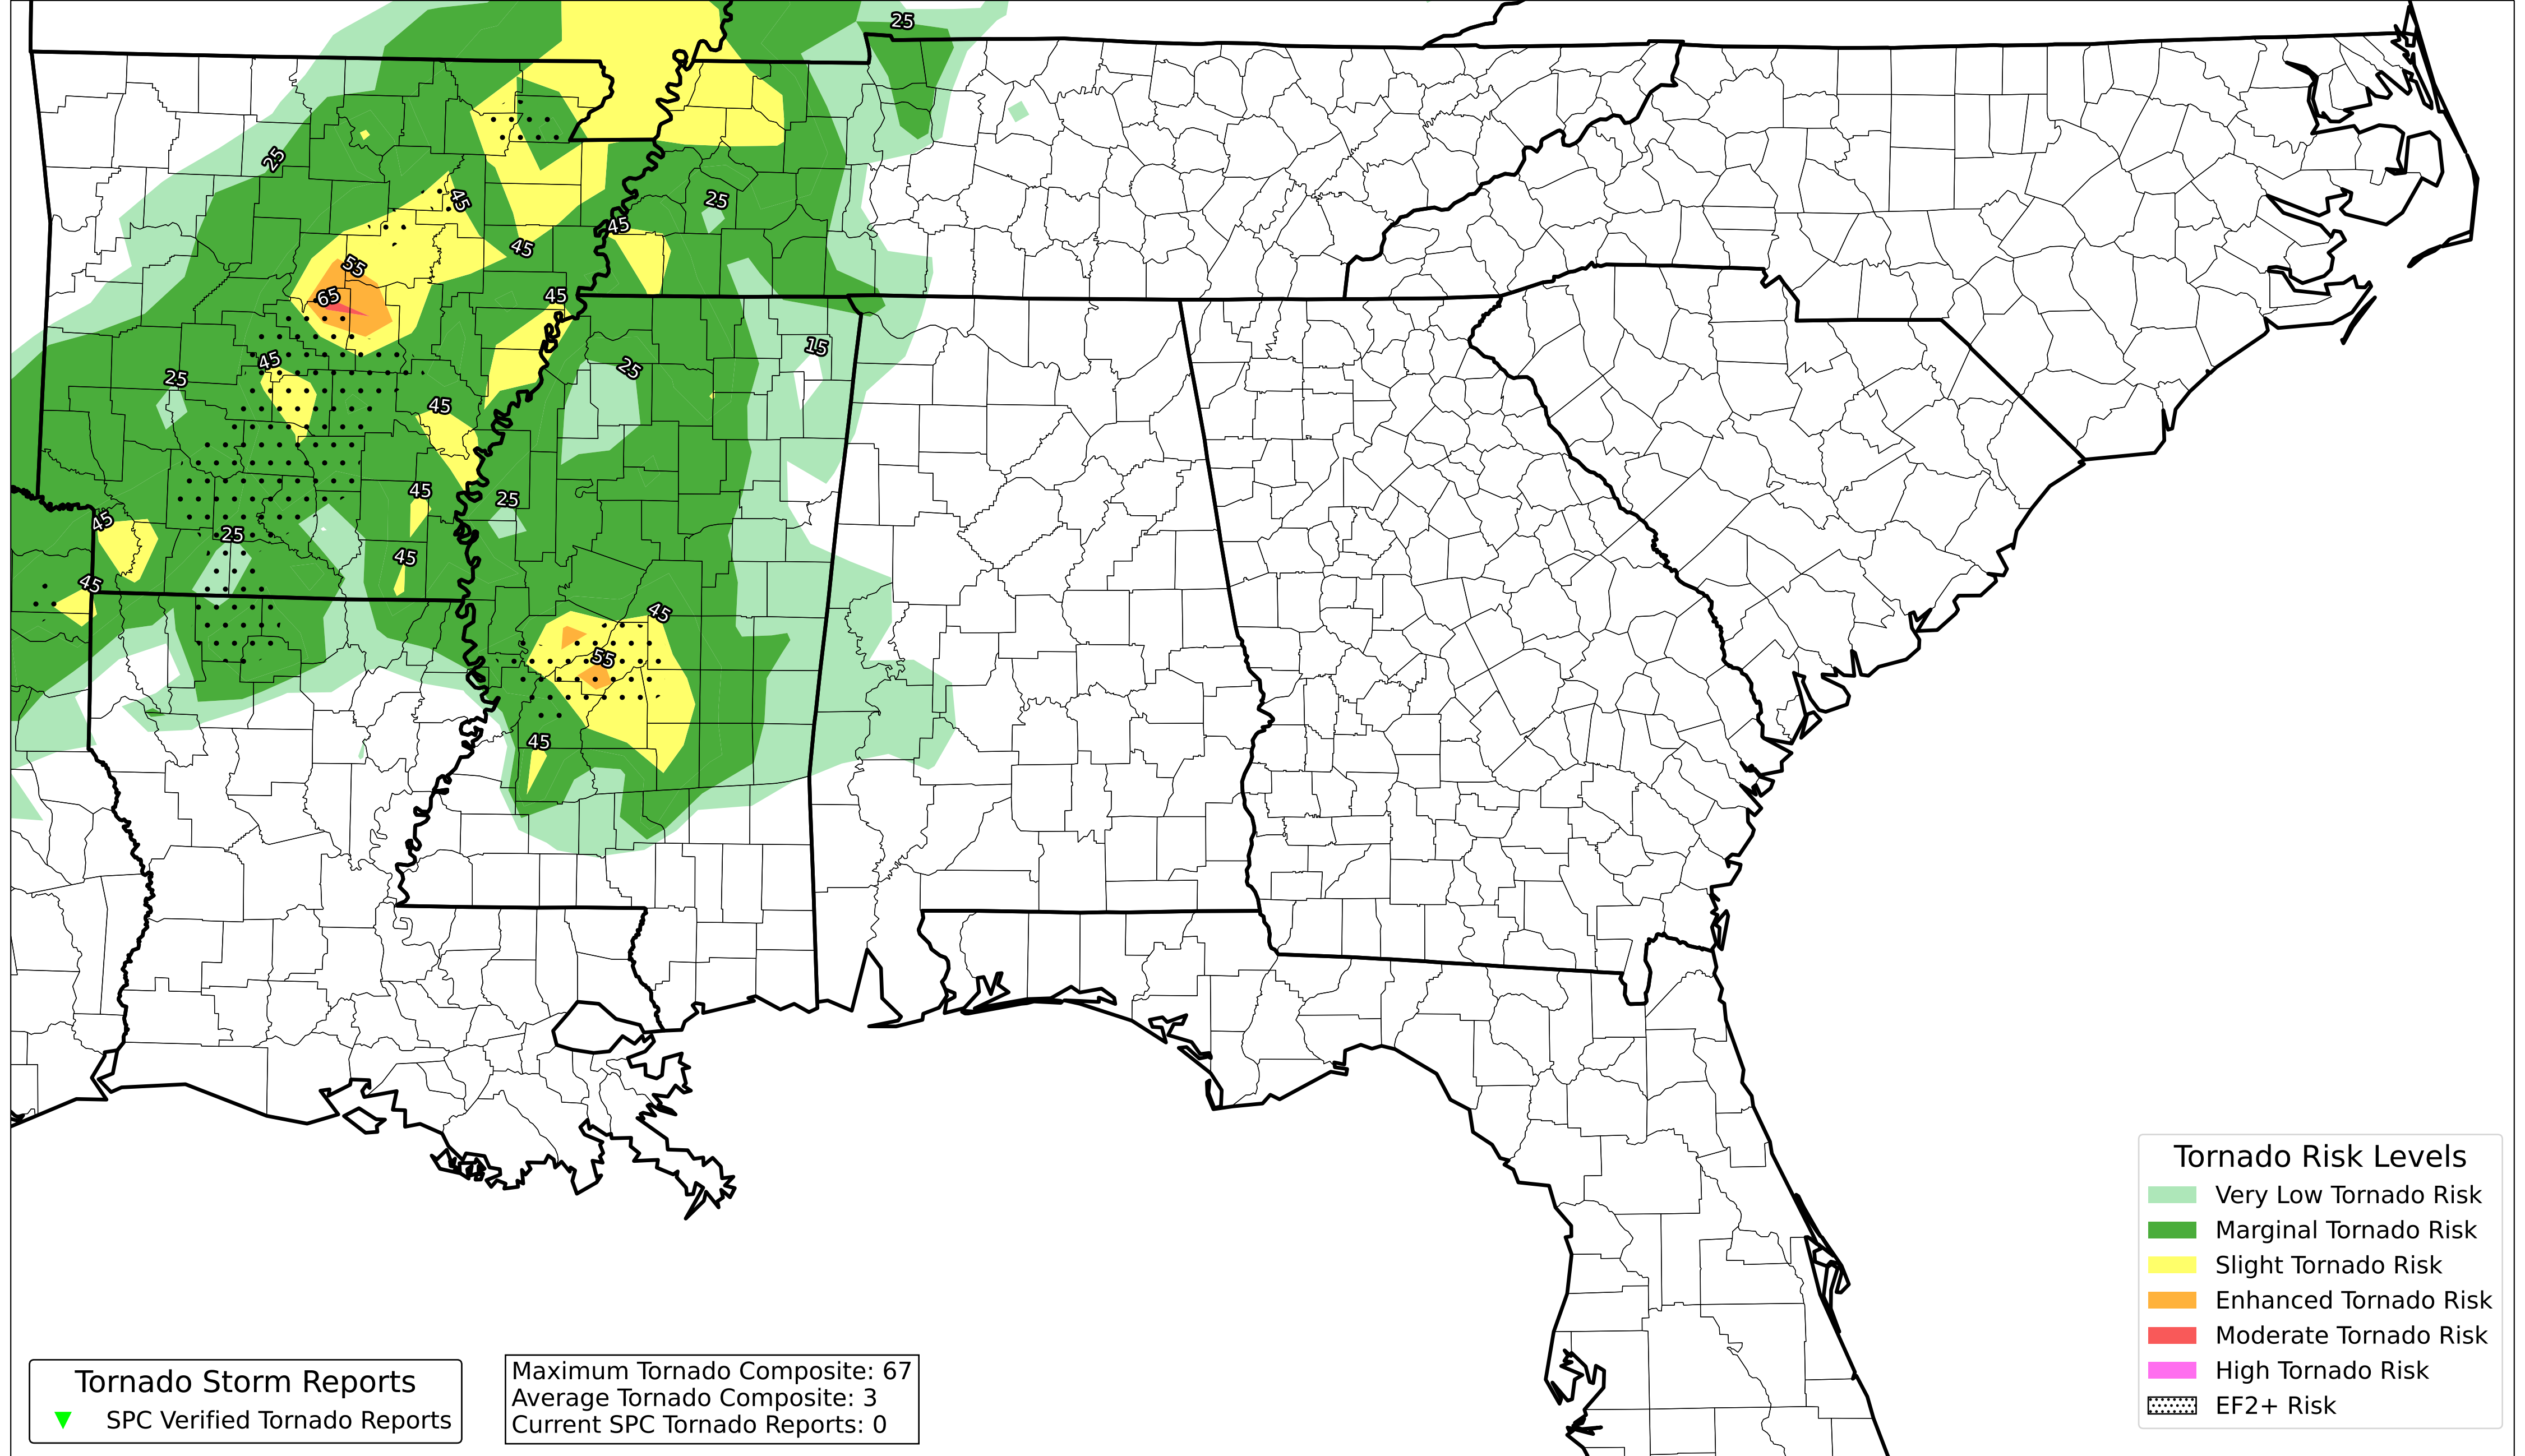 25
25
45
25
45
45
55
65
45
15
45
25
25
45
45
25
45
25
45
45
45
45
55
45
Tornado Risk Levels
Very Low Tornado Risk
Marginal Tornado Risk
Slight Tornado Risk
Enhanced Tornado Risk
Moderate Tornado Risk
High Tornado Risk
EF2+ Risk
Tornado Storm Reports
SPC Verified Tornado Reports
Maximum Tornado Composite: 67
Average Tornado Composite: 3
Current SPC Tornado Reports: 0